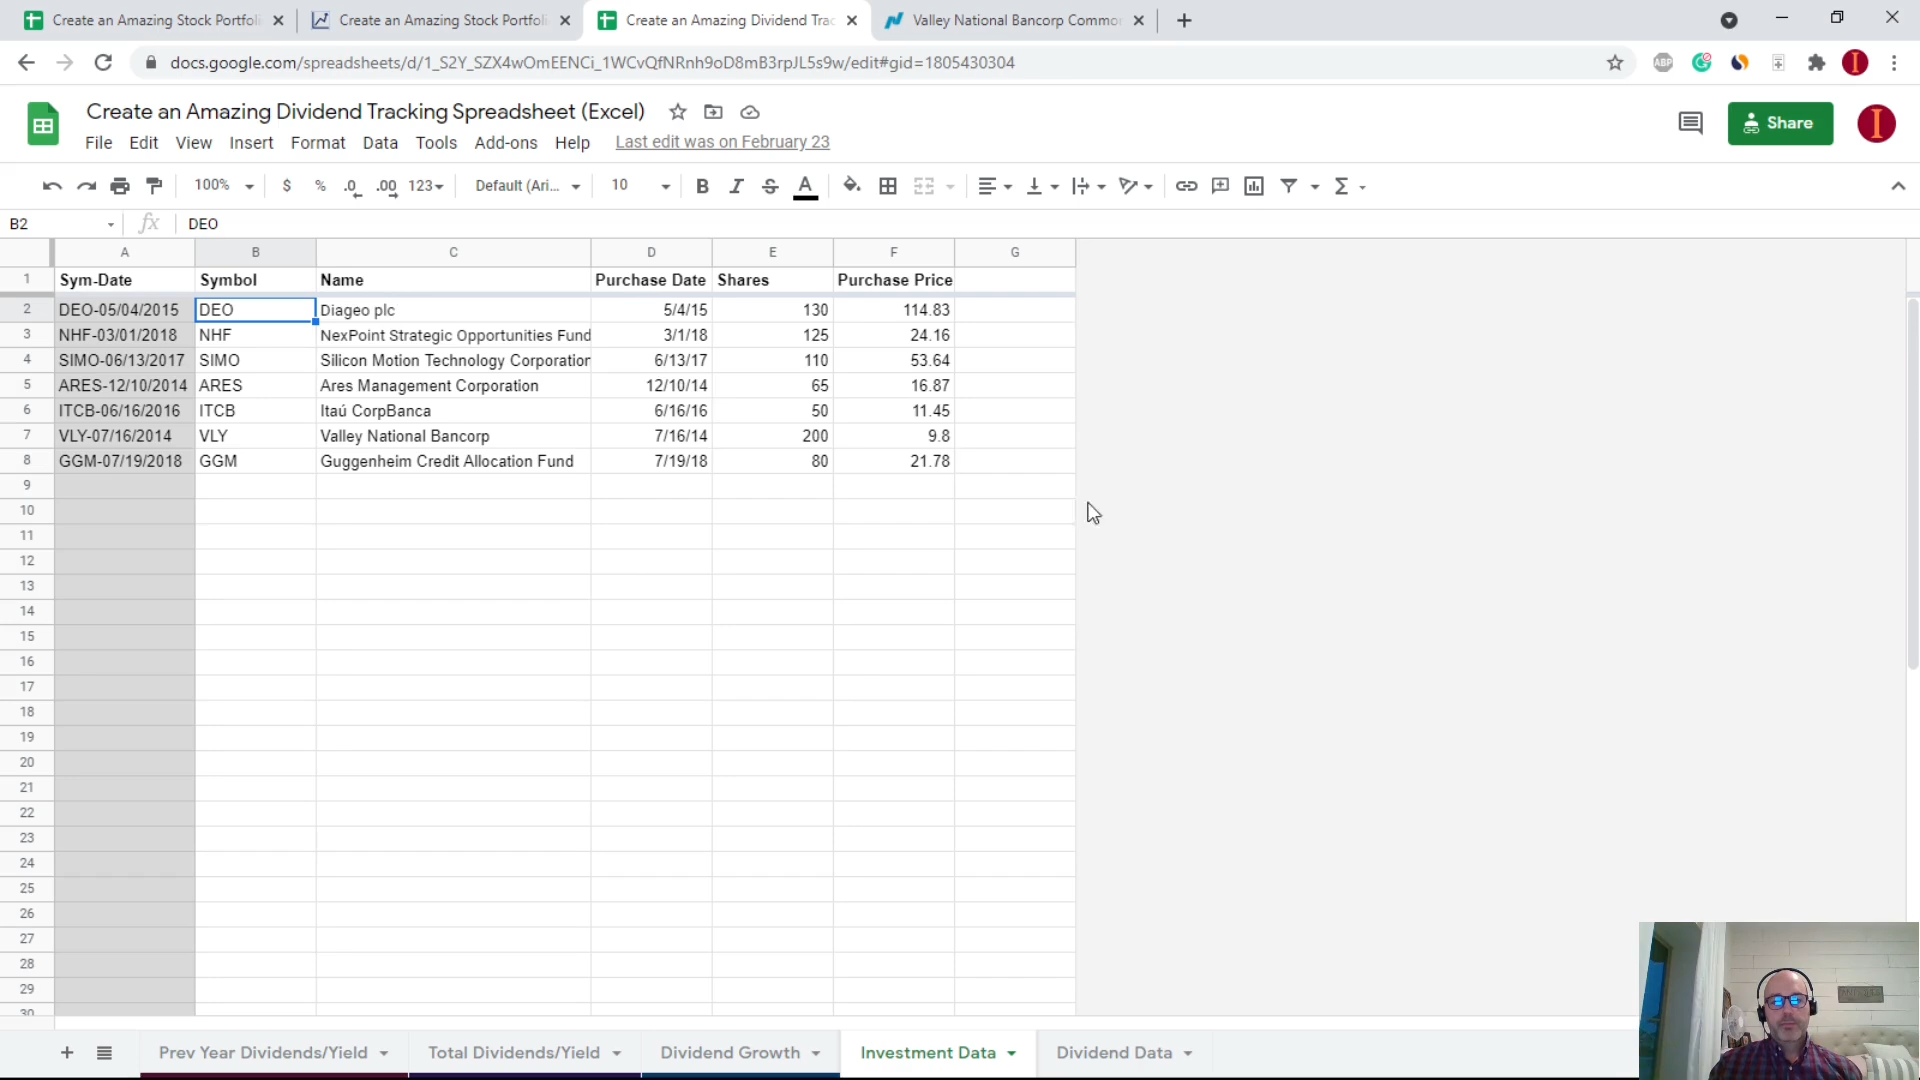 Create an Amazing Stock Portfoli
Create an Amazing Stock Portfoli
Create an Amazing Dividend Trac
Valley National Bancorp Commo
docs.google.com/spreadsheets/d/1_S2Y_SZX4wOmEENCi_1WCvQfNRnh9oD8mB3rpJL5s9w/edit#gid=1805430304
ABP
I
Create an Amazing Dividend Tracking Spreadsheet (Excel)
File Edit View Insert Format Data Tools Add-ons Help Last edit was on February 23
Share
I
100% $ % .0 .00 123 Default (Ari... 10 B I S A
B2 fx DEO
A B C D E F G
1 Sym-Date Symbol Name Purchase Date Shares Purchase Price
2 DEO-05/04/2015 DEO Diageo plc 5/4/15 130 114.83
3 NHF-03/01/2018 NHF NexPoint Strategic Opportunities Fund 3/1/18 125 24.16
4 SIMO-06/13/2017 SIMO Silicon Motion Technology Corporation 6/13/17 110 53.64
5 ARES-12/10/2014 ARES Ares Management Corporation 12/10/14 65 16.87
6 ITCB-06/16/2016 ITCB Itaú CorpBanca 6/16/16 50 11.45
7 VLY-07/16/2014 VLY Valley National Bancorp 7/16/14 200 9.8
8 GGM-07/19/2018 GGM Guggenheim Credit Allocation Fund 7/19/18 80 21.78
9
10
11
12
13
14
15
16
17
18
19
20
21
22
23
24
25
26
27
28
29
30
Prev Year Dividends/Yield Total Dividends/Yield Dividend Growth Investment Data Dividend Data